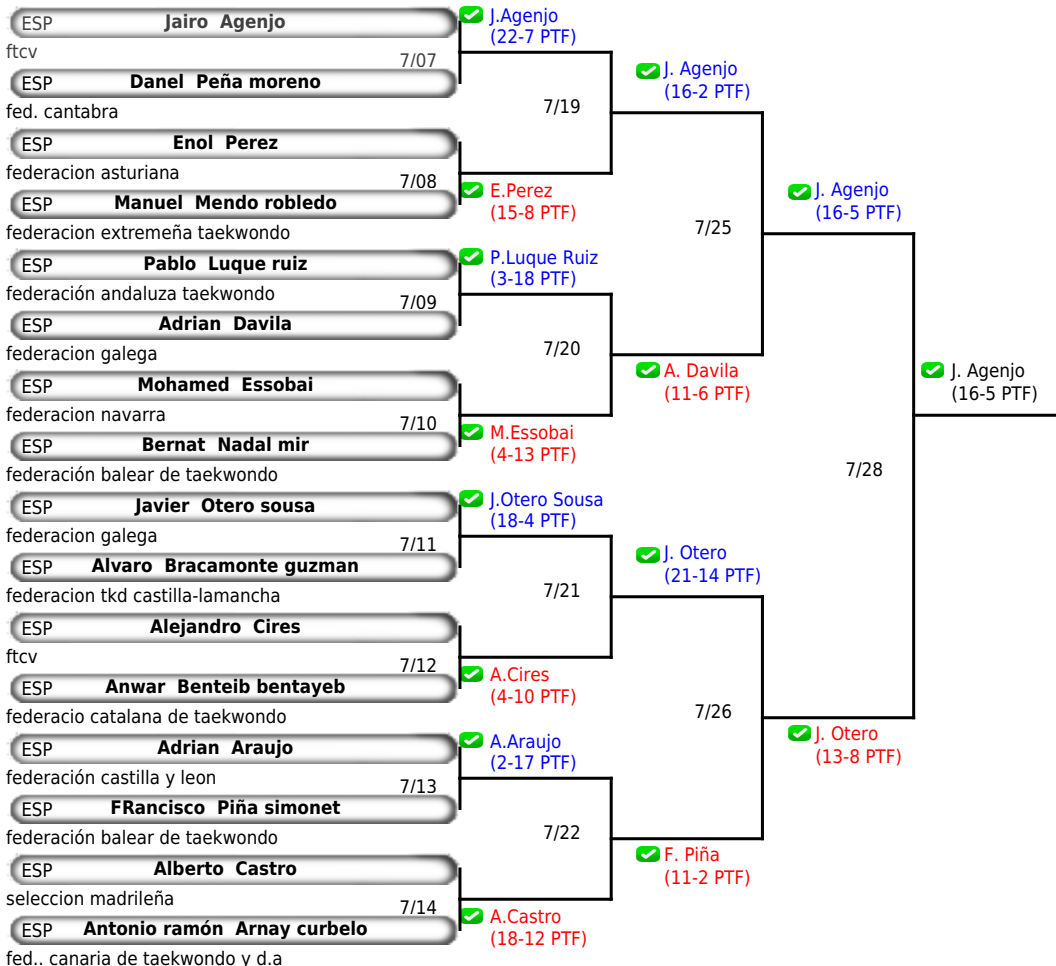 ESP Jairo Agenjo
ftcv
7/07
ESP Danel Peña moreno
fed. cantabra
ESP Enol Perez
federacion asturiana
7/08
ESP Manuel Mendo robledo
federacion extremeña taekwondo
ESP Pablo Luque ruiz
federación andaluza taekwondo
7/09
ESP Adrian Davila
federacion galega
ESP Mohamed Essobai
federacion navarra
7/10
ESP Bernat Nadal mir
federación balear de taekwondo
ESP Javier Otero sousa
federacion galega
7/11
ESP Alvaro Bracamonte guzman
federacion tkd castilla-lamancha
ESP Alejandro Cires
ftcv
7/12
ESP Anwar Benteib bentayeb
federacio catalana de taekwondo
ESP Adrian Araujo
federación castilla y leon
7/13
ESP FRancisco Piña simonet
federación balear de taekwondo
ESP Alberto Castro
seleccion madrileña
7/14
ESP Antonio ramón Arnay curbelo
fed.. canaria de taekwondo y d.a
J.Agenjo
(22-7 PTF)
7/19
E.Perez
(15-8 PTF)
P.Luque Ruiz
(3-18 PTF)
7/20
M.Essobai
(4-13 PTF)
J.Otero Sousa
(18-4 PTF)
7/21
A.Cires
(4-10 PTF)
A.Araujo
(2-17 PTF)
7/22
A.Castro
(18-12 PTF)
J. Agenjo
(16-2 PTF)
7/25
A. Davila
(11-6 PTF)
J. Otero
(21-14 PTF)
7/26
F. Piña
(11-2 PTF)
J. Agenjo
(16-5 PTF)
7/28
J. Otero
(13-8 PTF)
J. Agenjo
(16-5 PTF)